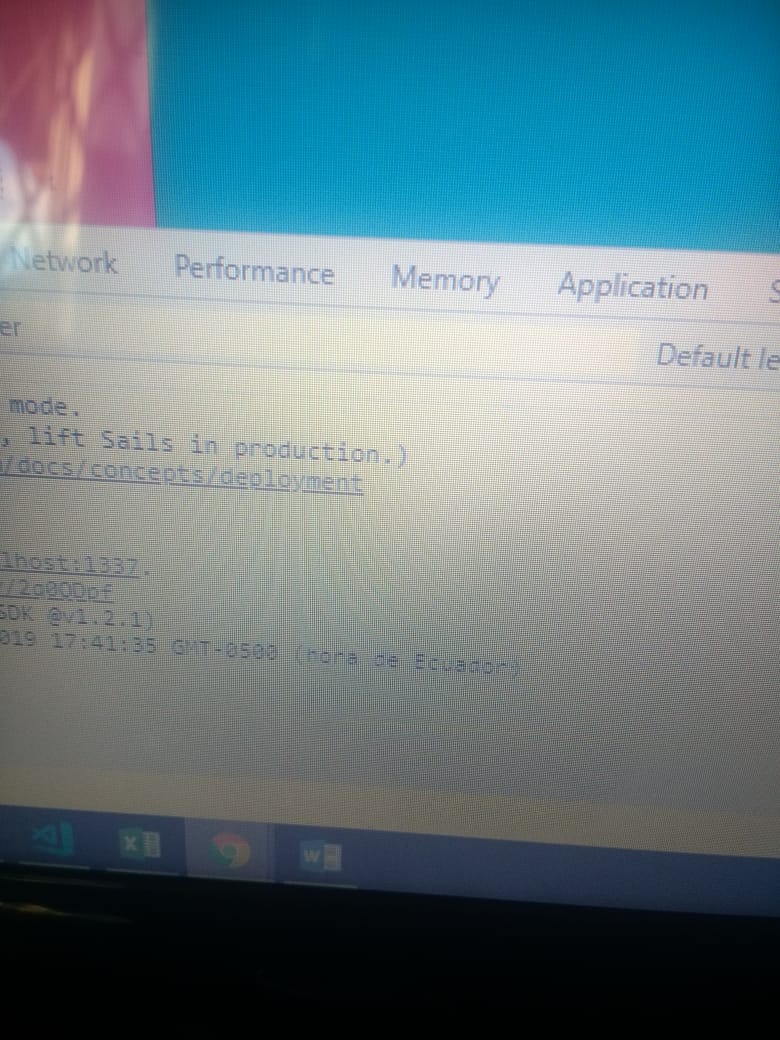 Network Performance Memory Application S
er Default le
mode.
, lift Sails in production.)
/docs/concepts/deployment
lhost:1337.
SDK @v1.2.1)
019 17:41:35 GMT-0500 (hora de Ecuador)